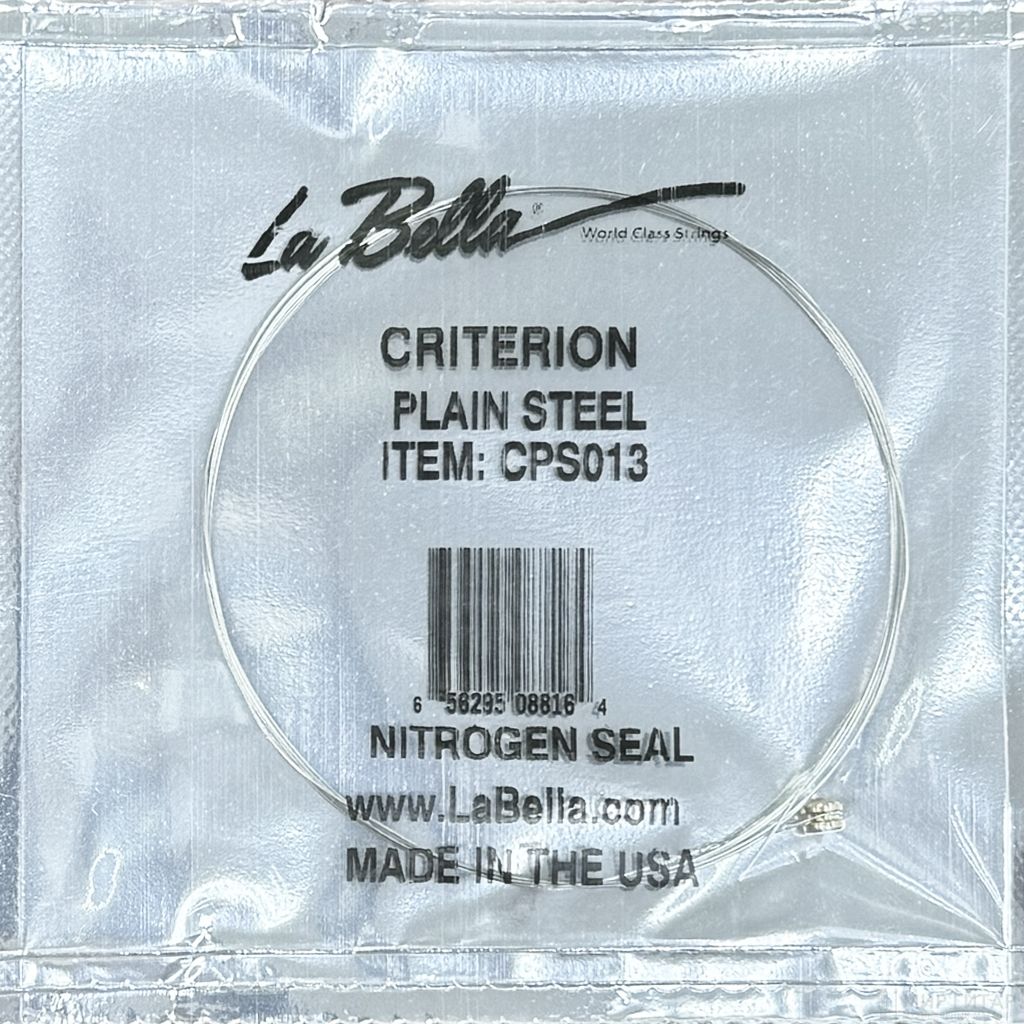 La Bella®
World Class Strings
CRITERION
PLAIN STEEL
ITEM: CPS013
6 56295 08816 4
NITROGEN SEAL
www.LaBella.com
MADE IN THE USA